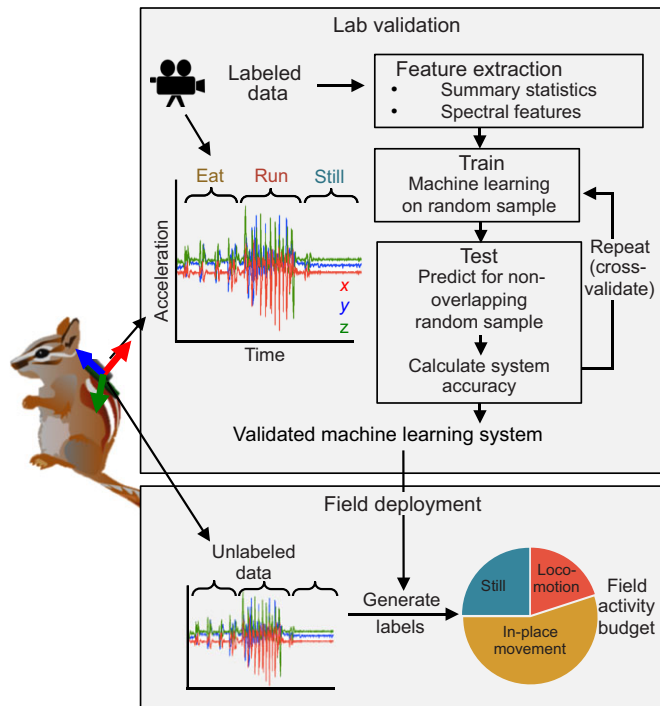 Lab validation
Labeled
data
Feature extraction
• Summary statistics
• Spectral features
Eat Run Still
Acceleration
x
y
z
Time
Train
Machine learning
on random sample
Test
Predict for non-
overlapping
random sample
Calculate system
accuracy
Repeat
(cross-
validate)
Validated machine learning system
Field deployment
Unlabeled
data
Generate
labels
Still
Loco-
motion
In-place
movement
Field
activity
budget